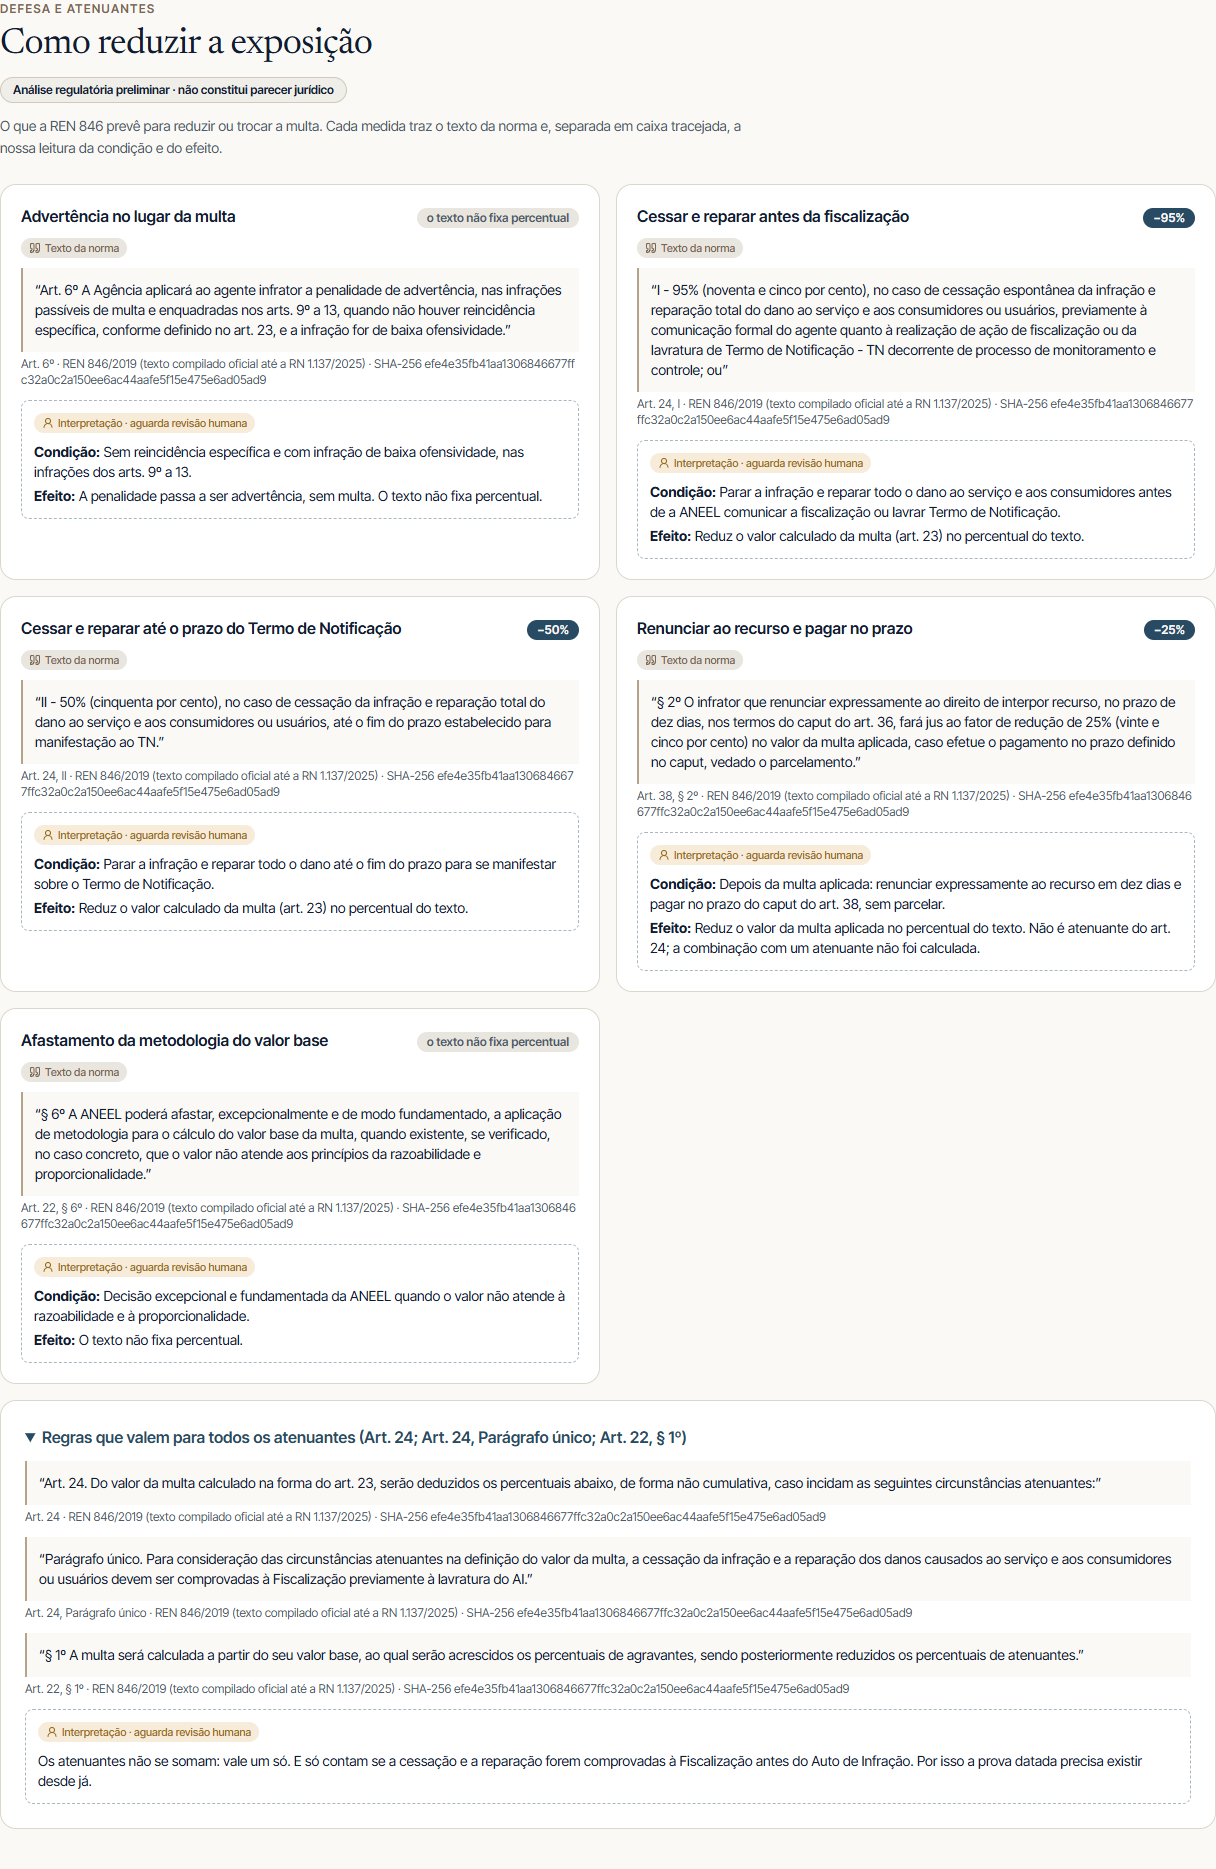 DEFESA E ATENUANTES
Como reduzir a exposição
Análise regulatória preliminar · não constitui parecer jurídico
O que a REN 846 prevê para reduzir ou trocar a multa. Cada medida traz o texto da norma e, separada em caixa tracejada, a
nossa leitura da condição e do efeito.
Advertência no lugar da multa
o texto não fixa percentual
Texto da norma
“Art. 6º A Agência aplicará ao agente infrator a penalidade de advertência, nas infrações
passíveis de multa e enquadradas nos arts. 9º a 13, quando não houver reincidência
específica, conforme definido no art. 23, e a infração for de baixa ofensividade.”
Art. 6º · REN 846/2019 (texto compilado oficial até a RN 1.137/2025) · SHA-256 efe4e35fb41aa1306846677ff
c32a0c2a150ee6ac44aafe5f15e475e6ad05ad9
Interpretação · aguarda revisão humana
Condição: Sem reincidência específica e com infração de baixa ofensividade, nas
infrações dos arts. 9º a 13.
Efeito: A penalidade passa a ser advertência, sem multa. O texto não fixa percentual.
Cessar e reparar antes da fiscalização
−95%
Texto da norma
“I - 95% (noventa e cinco por cento), no caso de cessação espontânea da infração e
reparação total do dano ao serviço e aos consumidores ou usuários, previamente à
comunicação formal do agente quanto à realização de ação de fiscalização ou da
lavratura de Termo de Notificação - TN decorrente de processo de monitoramento e
controle; ou”
Art. 24, I · REN 846/2019 (texto compilado oficial até a RN 1.137/2025) · SHA-256 efe4e35fb41aa1306846677
ffc32a0c2a150ee6ac44aafe5f15e475e6ad05ad9
Interpretação · aguarda revisão humana
Condição: Parar a infração e reparar todo o dano ao serviço e aos consumidores antes
de a ANEEL comunicar a fiscalização ou lavrar Termo de Notificação.
Efeito: Reduz o valor calculado da multa (art. 23) no percentual do texto.
Cessar e reparar até o prazo do Termo de Notificação
−50%
Texto da norma
“II - 50% (cinquenta por cento), no caso de cessação da infração e reparação total do
dano ao serviço e aos consumidores ou usuários, até o fim do prazo estabelecido para
manifestação ao TN.”
Art. 24, II · REN 846/2019 (texto compilado oficial até a RN 1.137/2025) · SHA-256 efe4e35fb41aa130684667
7ffc32a0c2a150ee6ac44aafe5f15e475e6ad05ad9
Interpretação · aguarda revisão humana
Condição: Parar a infração e reparar todo o dano até o fim do prazo para se manifestar
sobre o Termo de Notificação.
Efeito: Reduz o valor calculado da multa (art. 23) no percentual do texto.
Renunciar ao recurso e pagar no prazo
−25%
Texto da norma
“§ 2º O infrator que renunciar expressamente ao direito de interpor recurso, no prazo de
dez dias, nos termos do caput do art. 36, fará jus ao fator de redução de 25% (vinte e
cinco por cento) no valor da multa aplicada, caso efetue o pagamento no prazo definido
no caput, vedado o parcelamento.”
Art. 38, § 2º · REN 846/2019 (texto compilado oficial até a RN 1.137/2025) · SHA-256 efe4e35fb41aa1306846
677ffc32a0c2a150ee6ac44aafe5f15e475e6ad05ad9
Interpretação · aguarda revisão humana
Condição: Depois da multa aplicada: renunciar expressamente ao recurso em dez dias e
pagar no prazo do caput do art. 38, sem parcelar.
Efeito: Reduz o valor da multa aplicada no percentual do texto. Não é atenuante do art.
24; a combinação com um atenuante não foi calculada.
Afastamento da metodologia do valor base
o texto não fixa percentual
Texto da norma
“§ 6º A ANEEL poderá afastar, excepcionalmente e de modo fundamentado, a aplicação
de metodologia para o cálculo do valor base da multa, quando existente, se verificado,
no caso concreto, que o valor não atende aos princípios da razoabilidade e
proporcionalidade.”
Art. 22, § 6º · REN 846/2019 (texto compilado oficial até a RN 1.137/2025) · SHA-256 efe4e35fb41aa1306846
677ffc32a0c2a150ee6ac44aafe5f15e475e6ad05ad9
Interpretação · aguarda revisão humana
Condição: Decisão excepcional e fundamentada da ANEEL quando o valor não atende à
razoabilidade e à proporcionalidade.
Efeito: O texto não fixa percentual.
▼ Regras que valem para todos os atenuantes (Art. 24; Art. 24, Parágrafo único; Art. 22, § 1º)
“Art. 24. Do valor da multa calculado na forma do art. 23, serão deduzidos os percentuais abaixo, de forma não cumulativa, caso incidam as seguintes circunstâncias atenuantes:”
Art. 24 · REN 846/2019 (texto compilado oficial até a RN 1.137/2025) · SHA-256 efe4e35fb41aa1306846677ffc32a0c2a150ee6ac44aafe5f15e475e6ad05ad9
“Parágrafo único. Para consideração das circunstâncias atenuantes na definição do valor da multa, a cessação da infração e a reparação dos danos causados ao serviço e aos consumidores
ou usuários devem ser comprovadas à Fiscalização previamente à lavratura do AI.”
Art. 24, Parágrafo único · REN 846/2019 (texto compilado oficial até a RN 1.137/2025) · SHA-256 efe4e35fb41aa1306846677ffc32a0c2a150ee6ac44aafe5f15e475e6ad05ad9
“§ 1º A multa será calculada a partir do seu valor base, ao qual serão acrescidos os percentuais de agravantes, sendo posteriormente reduzidos os percentuais de atenuantes.”
Art. 22, § 1º · REN 846/2019 (texto compilado oficial até a RN 1.137/2025) · SHA-256 efe4e35fb41aa1306846677ffc32a0c2a150ee6ac44aafe5f15e475e6ad05ad9
Interpretação · aguarda revisão humana
Os atenuantes não se somam: vale um só. E só contam se a cessação e a reparação forem comprovadas à Fiscalização antes do Auto de Infração. Por isso a prova datada precisa existir
desde já.